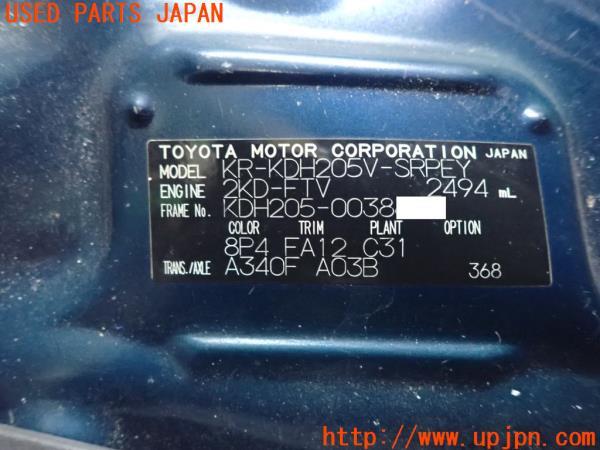 USED PARTS JAPAN
TOYOTA MOTOR CORPORATION JAPAN
MODEL KR-KDH205V-SRPEY
ENGINE 2KD-FTV 2494 mL
FRAME No. KDH205-0038
COLOR TRIM PLANT OPTION
8P4 FA12 C31
TRANS./AXLE A340F A03B 368
http://www.upjpn.com